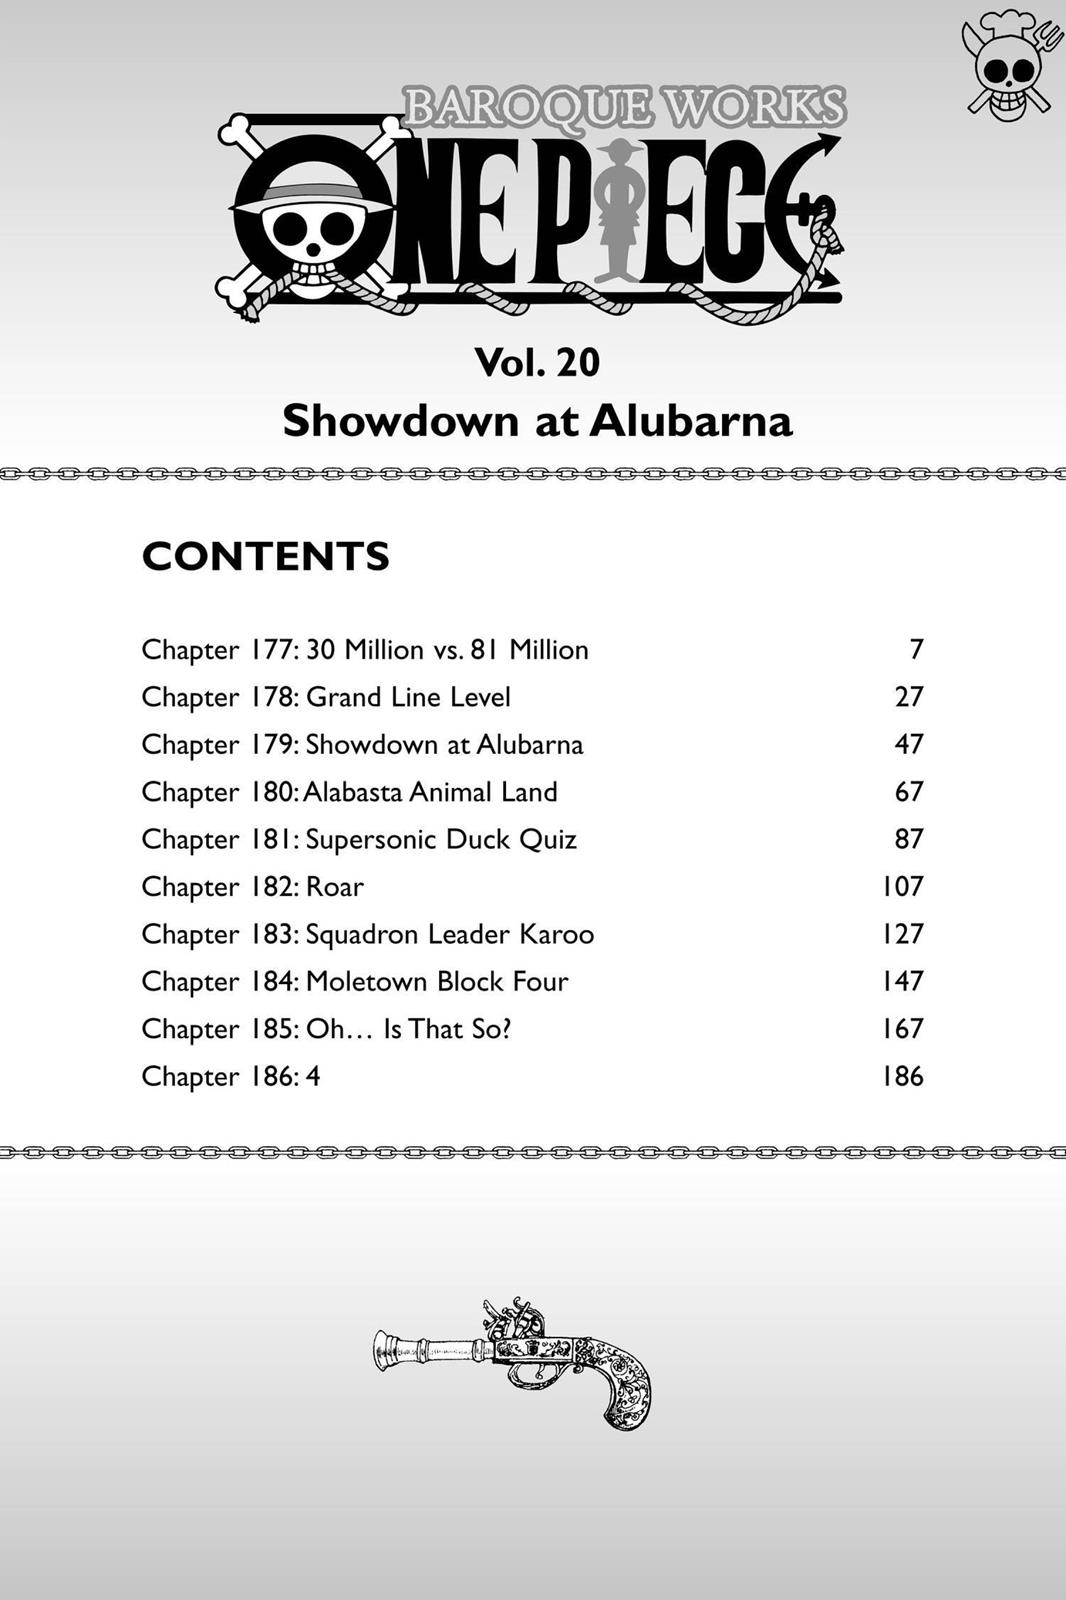 BAROQUE WORKS
ONE PIECE
Vol. 20
Showdown at Alubarna
CONTENTS
Chapter 177: 30 Million vs. 81 Million 7
Chapter 178: Grand Line Level 27
Chapter 179: Showdown at Alubarna 47
Chapter 180: Alabasta Animal Land 67
Chapter 181: Supersonic Duck Quiz 87
Chapter 182: Roar 107
Chapter 183: Squadron Leader Karoo 127
Chapter 184: Moletown Block Four 147
Chapter 185: Oh... Is That So? 167
Chapter 186: 4 186